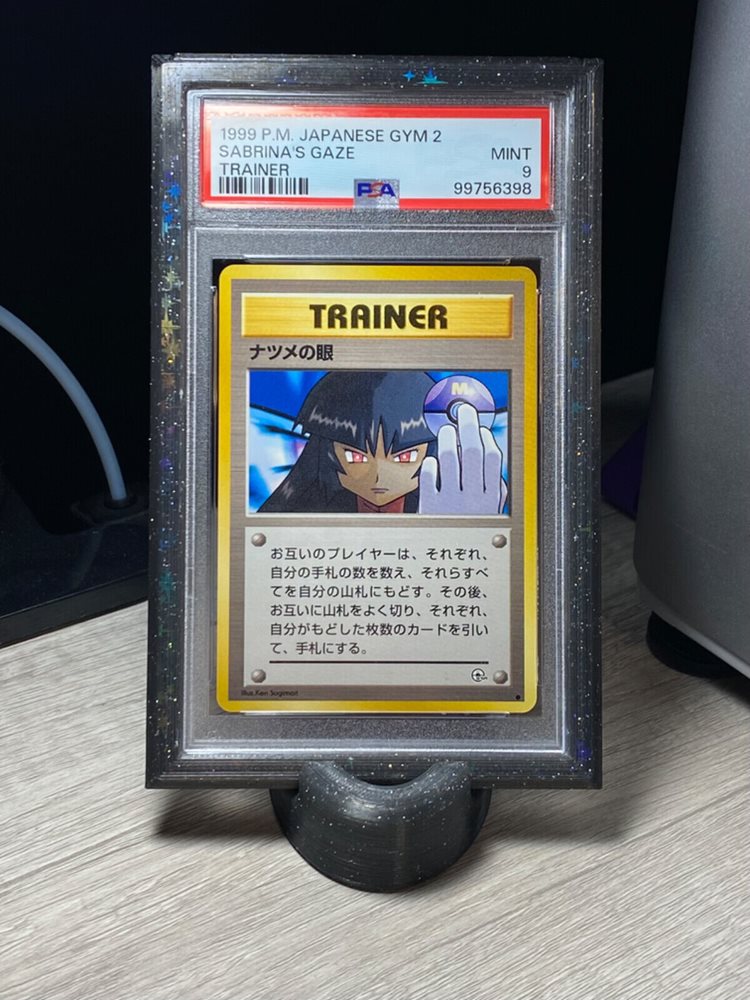 1999 P.M. JAPANESE GYM 2
SABRINA'S GAZE MINT
TRAINER 9
PSA 99756398
TRAINER
ナツメの眼
M
お互いのプレイヤーは、それぞれ、
自分の手札の数を数え、それらすべ
てを自分の山札にもどす。その後、
お互いに山札をよく切り、それぞれ、
自分がもどした枚数のカードを引い
て、手札にする。
Illus.Ken Sugimori